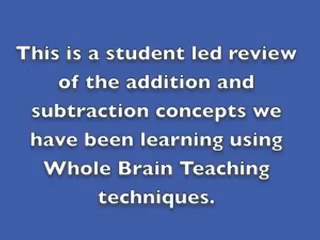 This is a student led review
of the addition and
subtraction concepts we
have been learning using
Whole Brain Teaching
techniques.